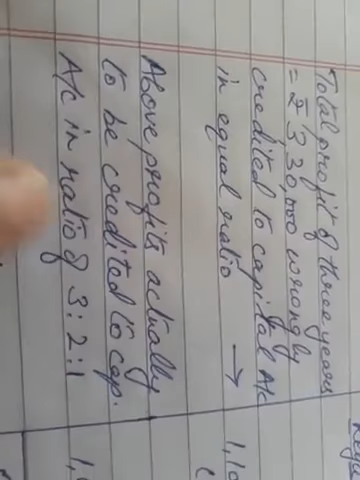 Total profit of three years
= ₹ 3 30,000 wrongly
credited to capital A/c
in equal ratio →
Above profits actually
to be credited to cap.
A/c in ratio of 3:2:1